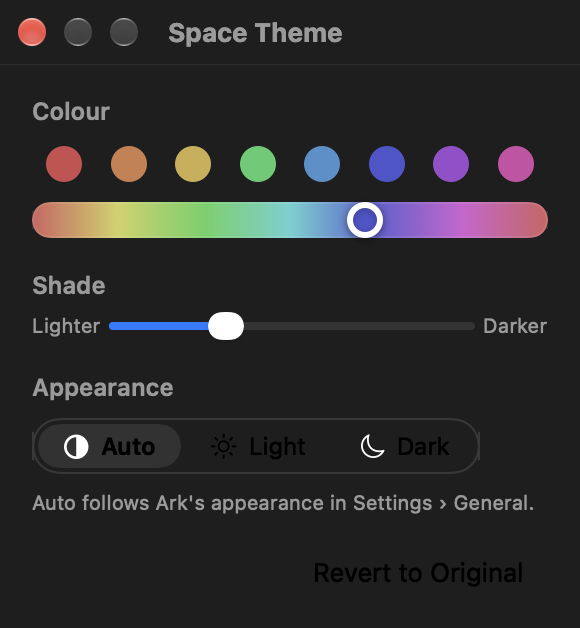 Space Theme
Colour
Shade
Lighter Darker
Appearance
Auto Light Dark
Auto follows Ark's appearance in Settings › General.
Revert to Original